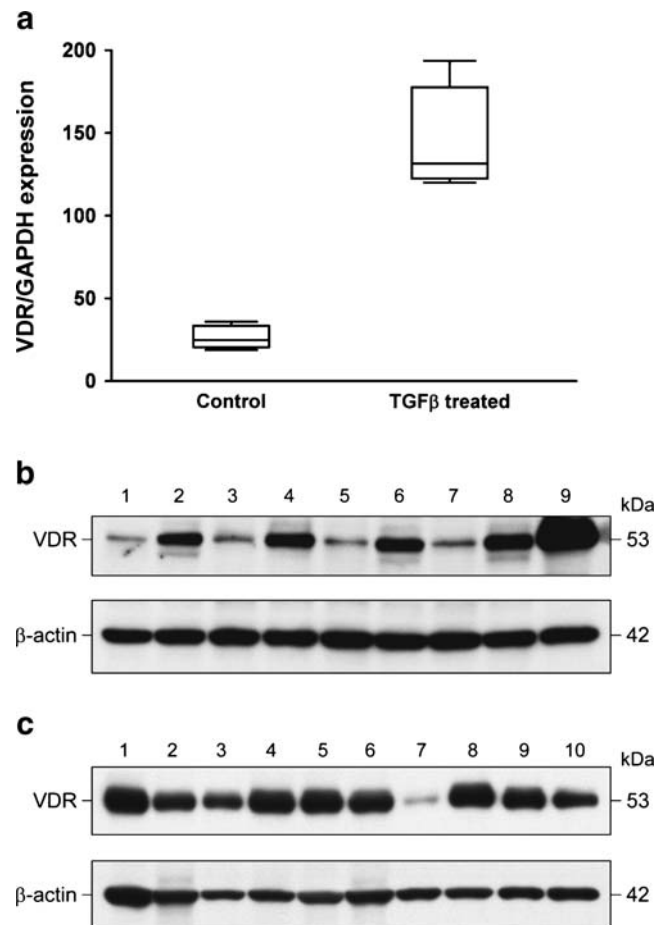 a
200
150
100
50
0
VDR/GAPDH expression
Control TGFβ treated
b
1 2 3 4 5 6 7 8 9 kDa
VDR 53
β-actin 42
c
1 2 3 4 5 6 7 8 9 10 kDa
VDR 53
β-actin 42